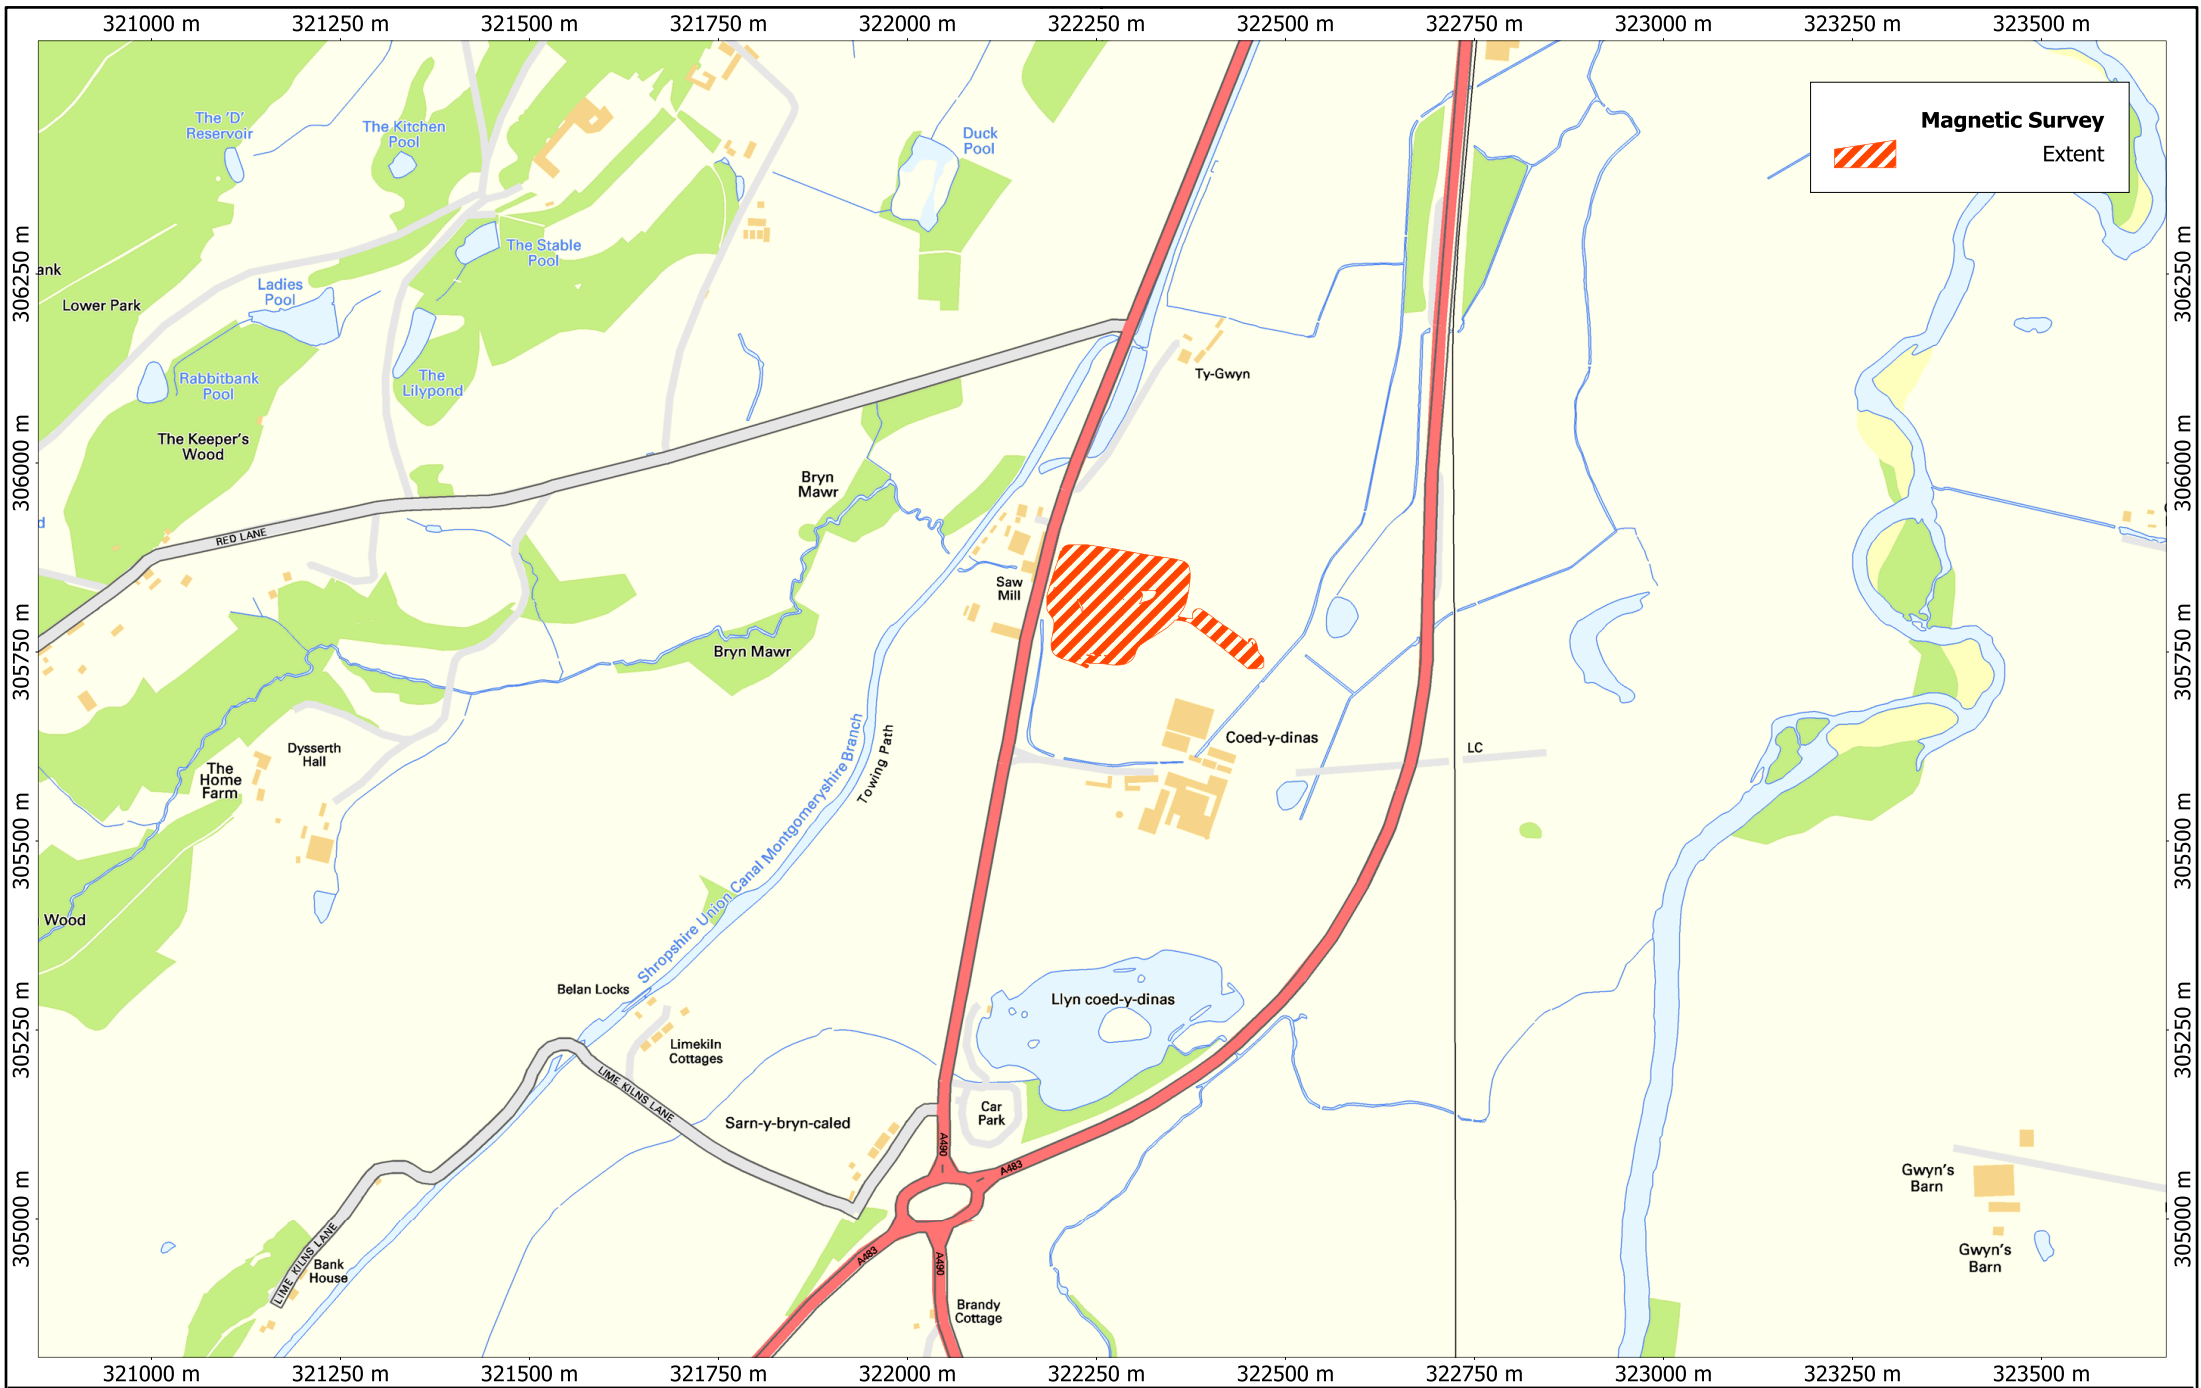 321000 m 321250 m 321500 m 321750 m 322000 m 322250 m 322500 m 322750 m 323000 m 323250 m 323500 m
Magnetic Survey
Extent
The 'D'
Reservoir
The Kitchen
Pool
Duck
Pool
The Stable
Pool
306250 m
306250 m
ank
Lower Park
Ladies
Pool
Rabbitbank
Pool
The
Lilypond
Ty-Gwyn
The Keeper's
Wood
306000 m
306000 m
Bryn
Mawr
d
RED LANE
Saw
Mill
305750 m
305750 m
Bryn Mawr
Dysserth
Hall
The
Home
Farm
Coed-y-dinas
LC
Shropshire Union Canal Montgomeryshire Branch
Towing Path
305500 m
305500 m
Wood
Belan Locks
Llyn coed-y-dinas
305250 m
305250 m
Limekiln
Cottages
LIME KILNS LANE
Sarn-y-bryn-caled
Car
Park
A490
A483
Gwyn's
Barn
305000 m
305000 m
LIME KILNS LANE
Bank
House
A483
A490
Gwyn's
Barn
Brandy
Cottage
321000 m 321250 m 321500 m 321750 m 322000 m 322250 m 322500 m 322750 m 323000 m 323250 m 323500 m